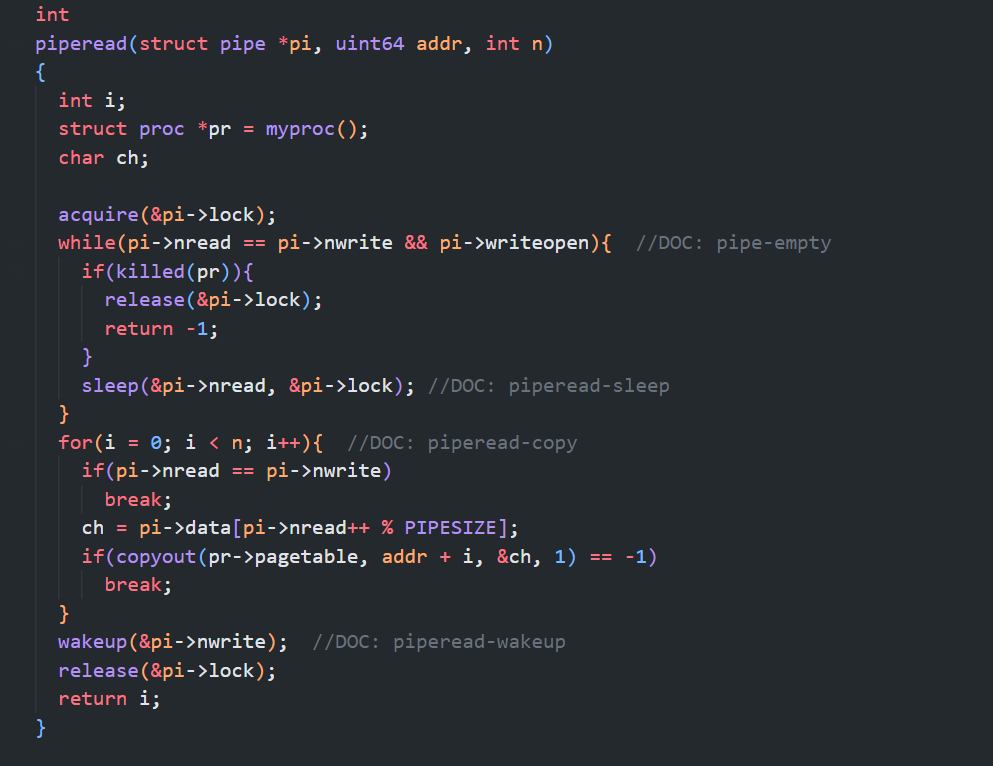 int
piperead(struct pipe *pi, uint64 addr, int n)
{
  int i;
  struct proc *pr = myproc();
  char ch;

  acquire(&pi->lock);
  while(pi->nread == pi->nwrite && pi->writeopen){  //DOC: pipe-empty
    if(killed(pr)){
      release(&pi->lock);
      return -1;
    }
    sleep(&pi->nread, &pi->lock); //DOC: piperead-sleep
  }
  for(i = 0; i < n; i++){  //DOC: piperead-copy
    if(pi->nread == pi->nwrite)
      break;
    ch = pi->data[pi->nread++ % PIPESIZE];
    if(copyout(pr->pagetable, addr + i, &ch, 1) == -1)
      break;
  }
  wakeup(&pi->nwrite);  //DOC: piperead-wakeup
  release(&pi->lock);
  return i;
}